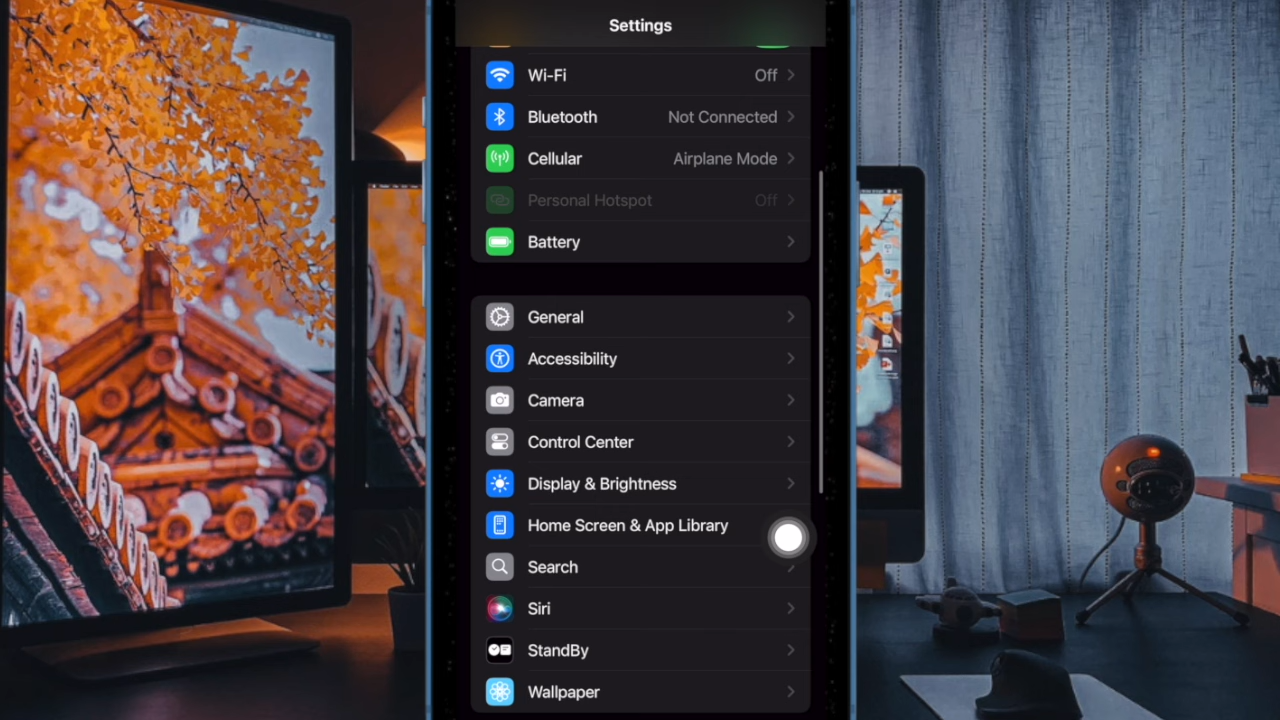 Settings
Wi-Fi Off
Bluetooth Not Connected
Cellular Airplane Mode
Personal Hotspot Off
Battery
General
Accessibility
Camera
Control Center
Display & Brightness
Home Screen & App Library
Search
Siri
StandBy
Wallpaper